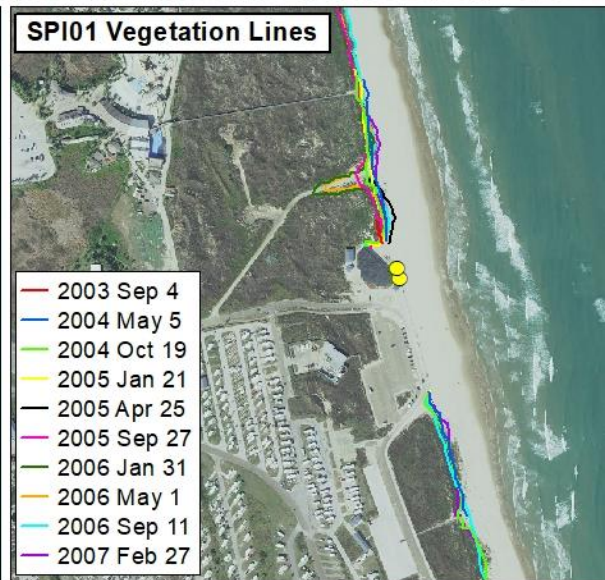 SPI01 Vegetation Lines
2003 Sep 4
2004 May 5
2004 Oct 19
2005 Jan 21
2005 Apr 25
2005 Sep 27
2006 Jan 31
2006 May 1
2006 Sep 11
2007 Feb 27